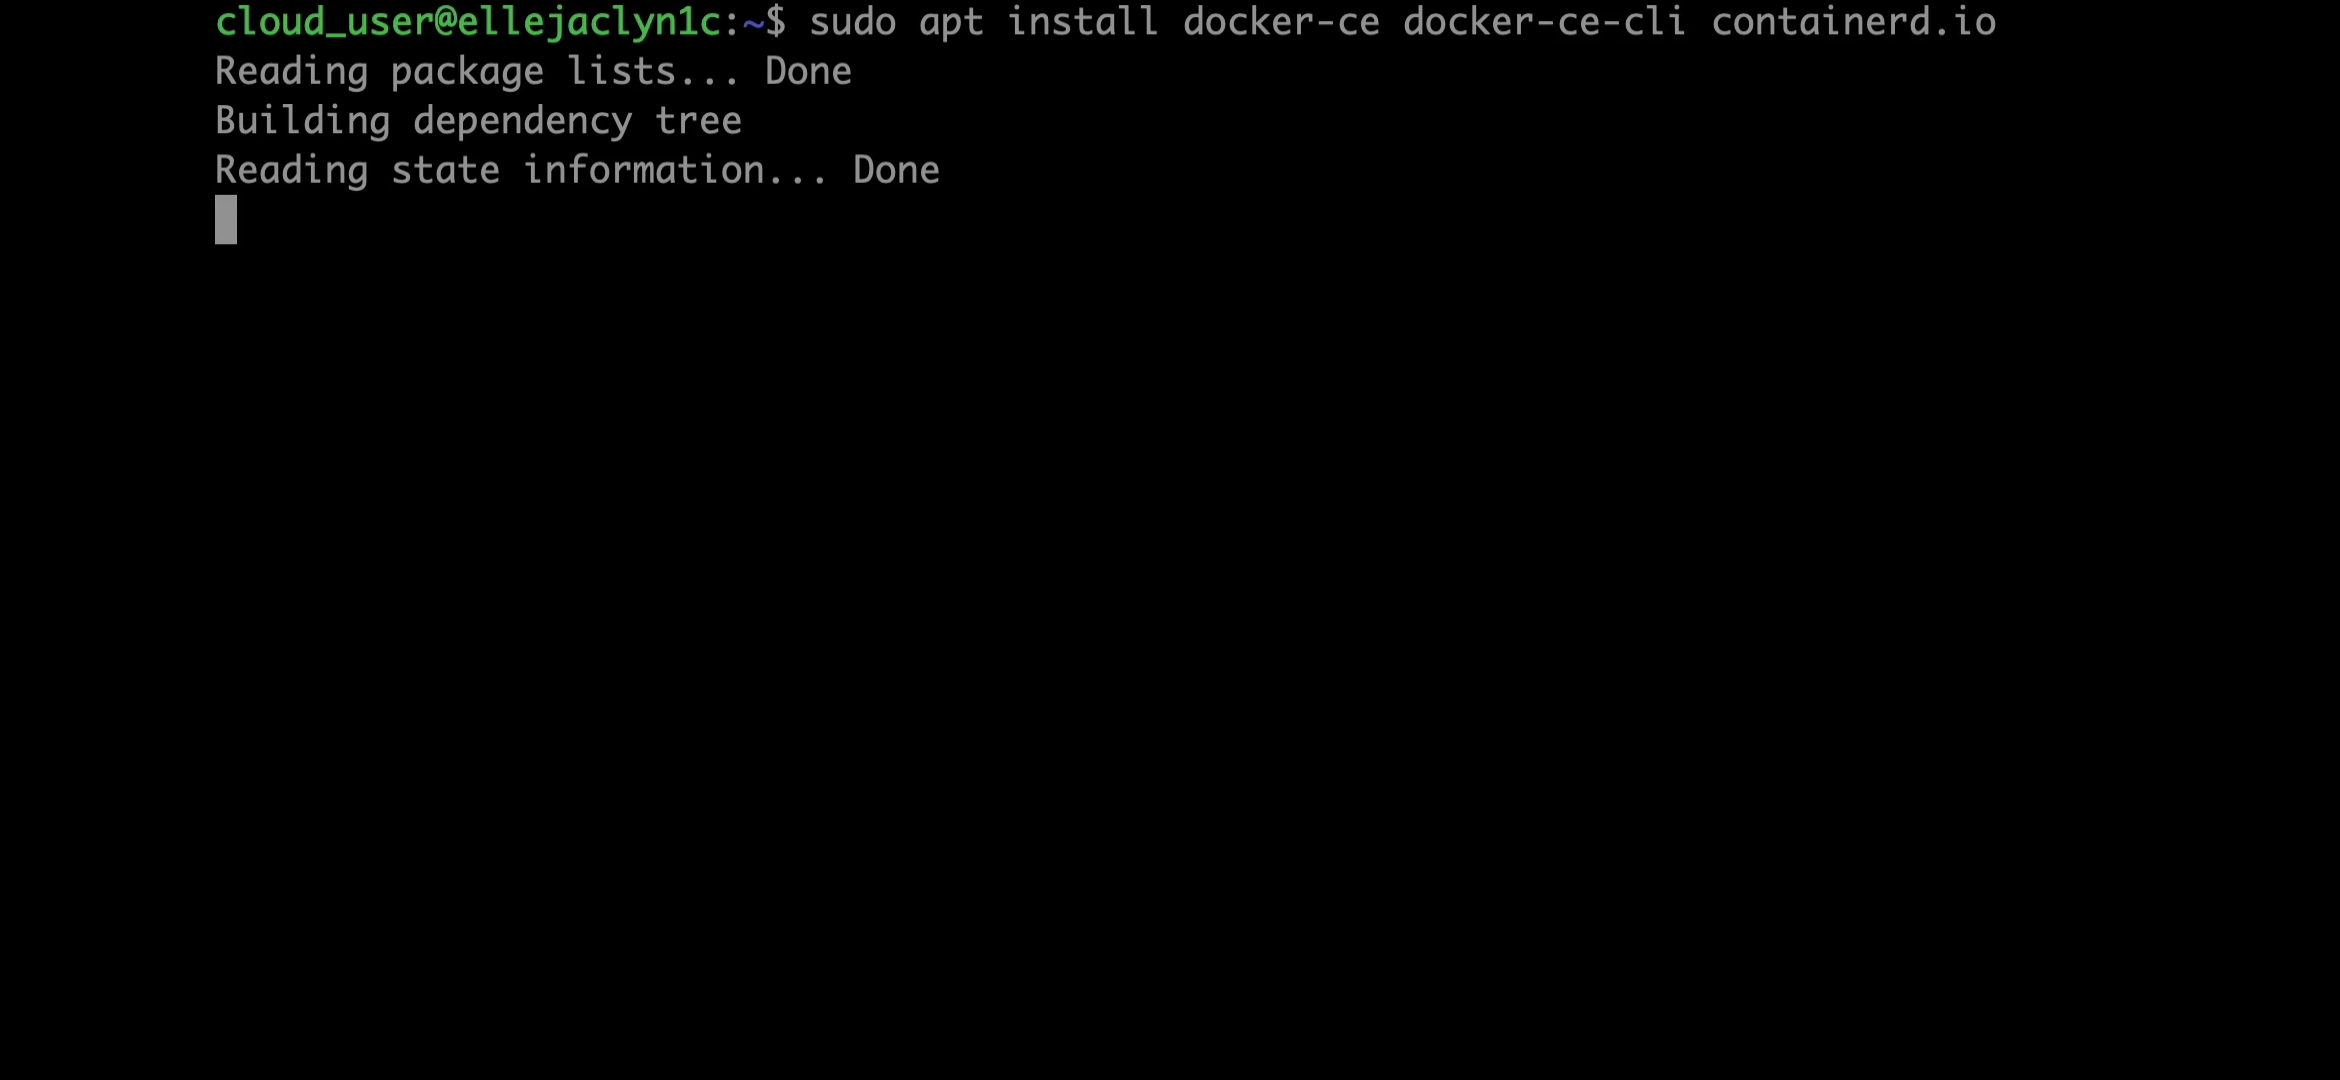 cloud_user@ellejaclyn1c:~$ sudo apt install docker-ce docker-ce-cli containerd.io
Reading package lists... Done
Building dependency tree
Reading state information... Done